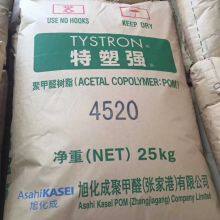 USE NO HOOKS
KEEP DRY
TYSTRON
特塑强
聚甲醛树脂 (ACETAL COPOLYMER: POM)
4520
净重(NET) 25kg
AsahiKASEI
旭化成
旭化成聚甲醛(张家港)有限公司
Asahi Kasei POM (Zhangjiagang) Company Limited